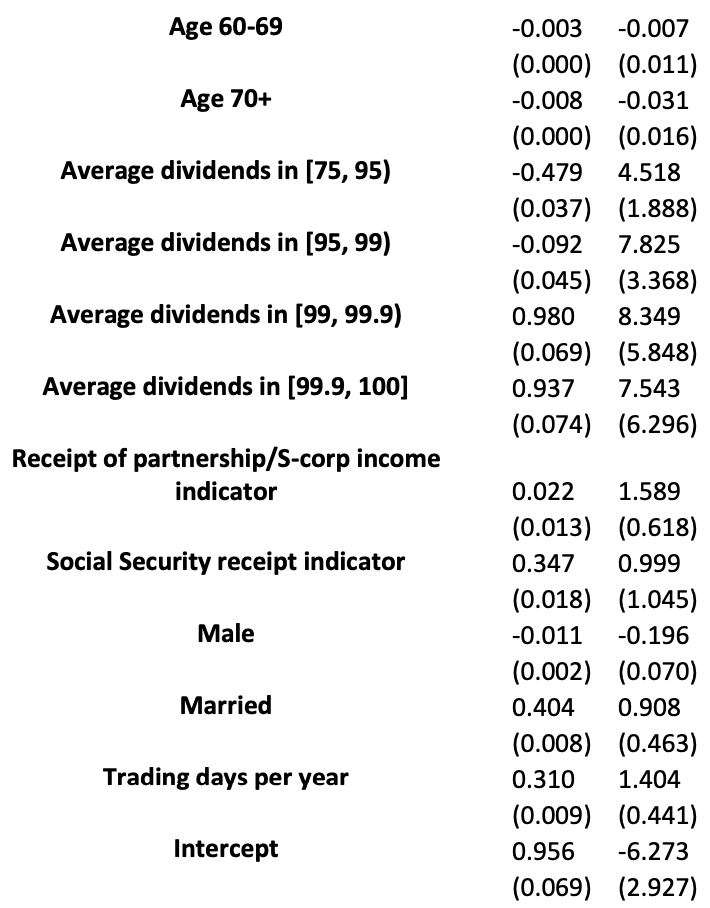 Age 60-69 -0.003 -0.007
(0.000) (0.011)
Age 70+ -0.008 -0.031
(0.000) (0.016)
Average dividends in [75, 95) -0.479 4.518
(0.037) (1.888)
Average dividends in [95, 99) -0.092 7.825
(0.045) (3.368)
Average dividends in [99, 99.9) 0.980 8.349
(0.069) (5.848)
Average dividends in [99.9, 100] 0.937 7.543
(0.074) (6.296)
Receipt of partnership/S-corp income
indicator 0.022 1.589
(0.013) (0.618)
Social Security receipt indicator 0.347 0.999
(0.018) (1.045)
Male -0.011 -0.196
(0.002) (0.070)
Married 0.404 0.908
(0.008) (0.463)
Trading days per year 0.310 1.404
(0.009) (0.441)
Intercept 0.956 -6.273
(0.069) (2.927)